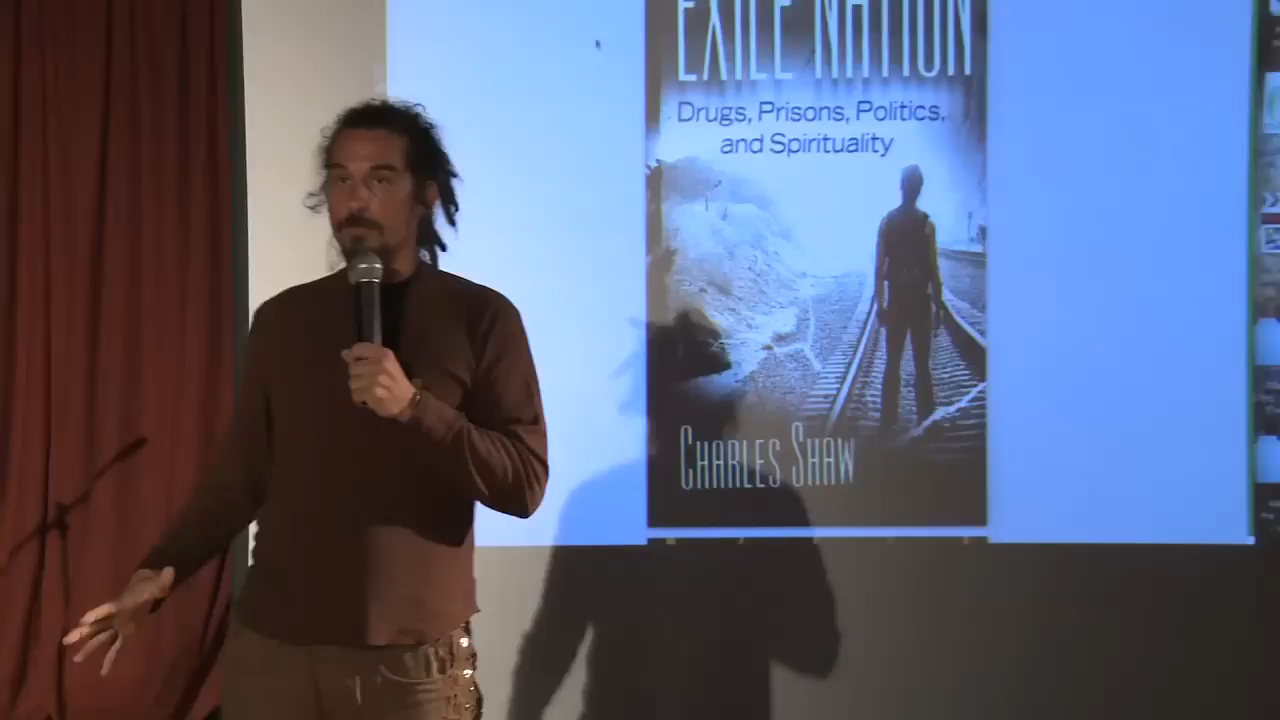 EXILE NATION
Drugs, Prisons, Politics,
and Spirituality
CHARLES SHAW